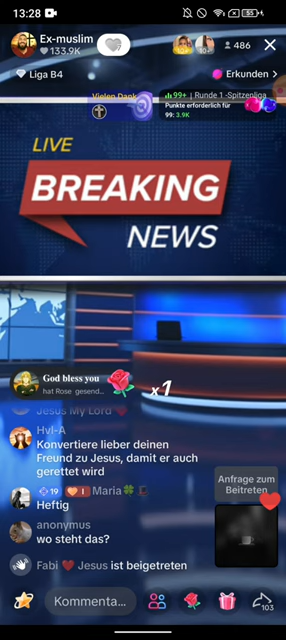 13:28
55
Ex-muslim
133.9K
486
Liga B4
Erkunden >
Vielen Dank
99+ | Runde 1 -Spitzenliga
Punkte erforderlich für
99: 3.9K
LIVE
BREAKING
NEWS
God bless you
hat Rose gesend...
x1
Jesus My Lord
Hvl-A
Konvertiere lieber deinen
Freund zu Jesus, damit er auch
gerettet wird
19 1 Maria🍀
Heftig
anonymus
wo steht das?
Fabi ❤️ Jesus ist beigetreten
Anfrage zum
Beitreten
Kommenta...
103